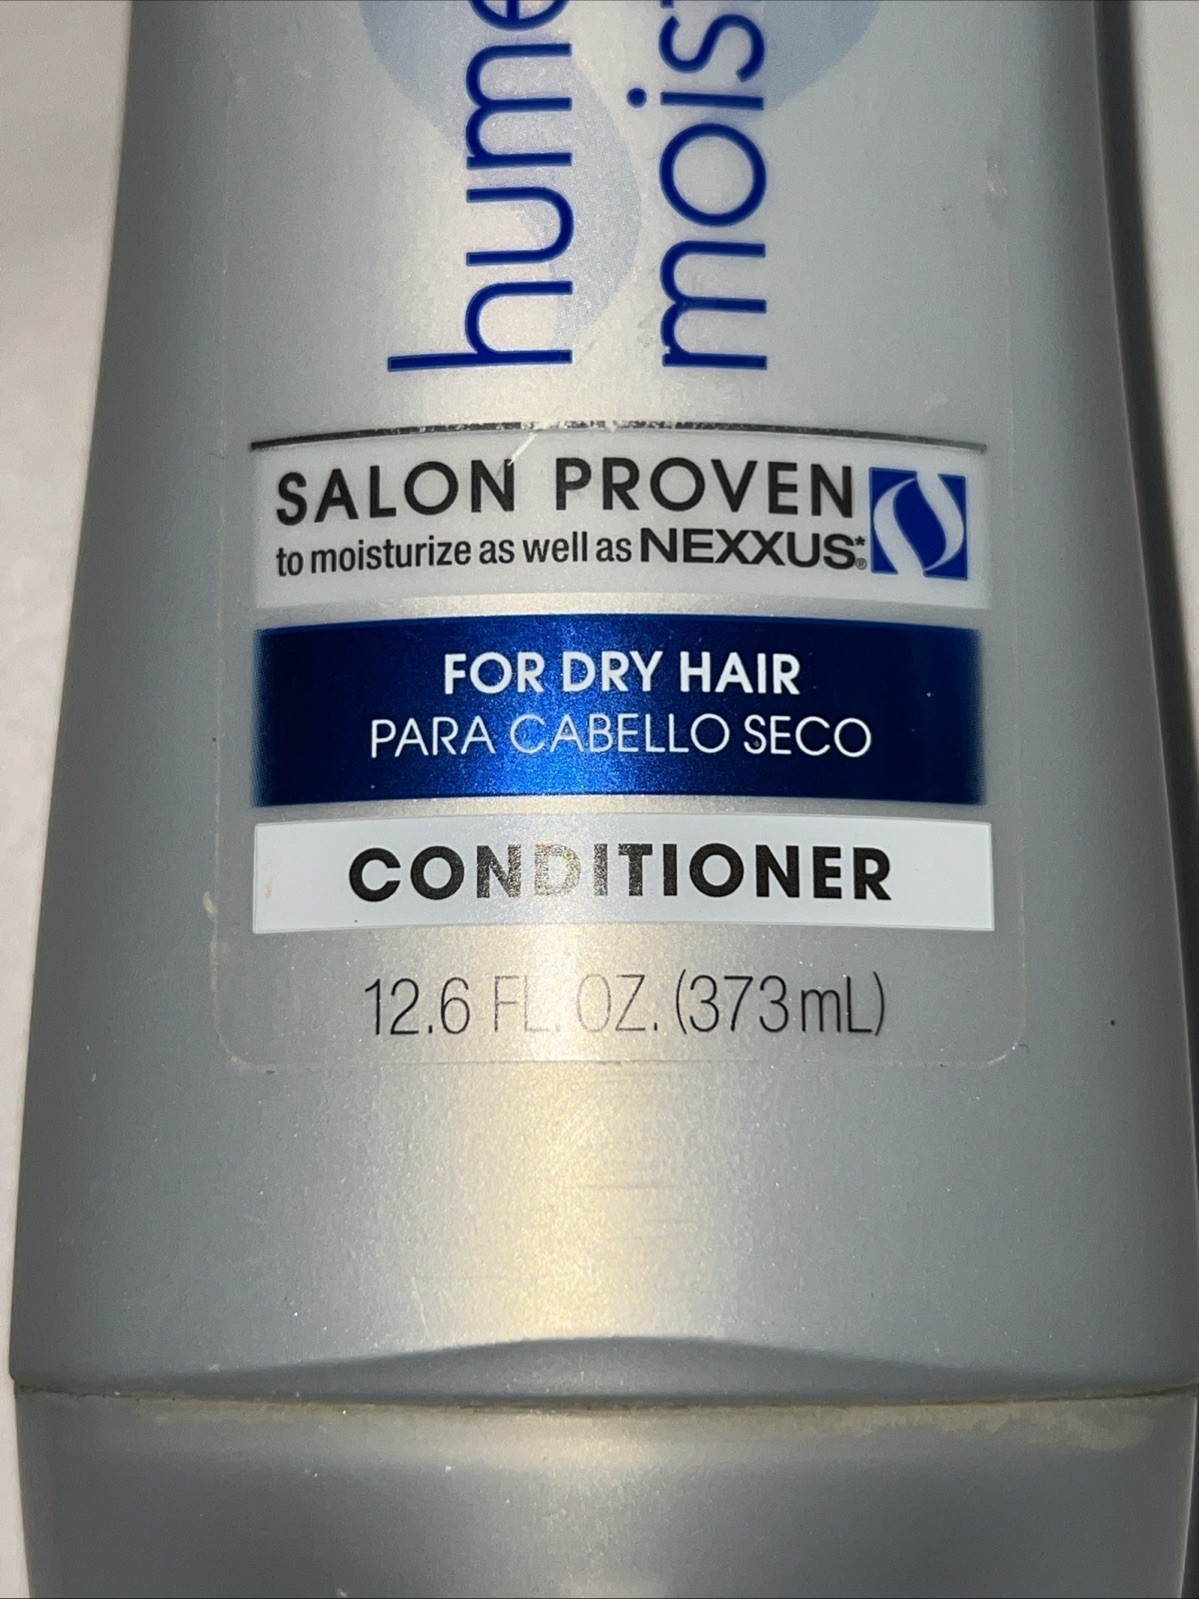 hume
mois
SALON PROVEN
to moisturize as well as NEXXUS*®
FOR DRY HAIR
PARA CABELLO SECO
CONDITIONER
12.6 FL. OZ. (373mL)